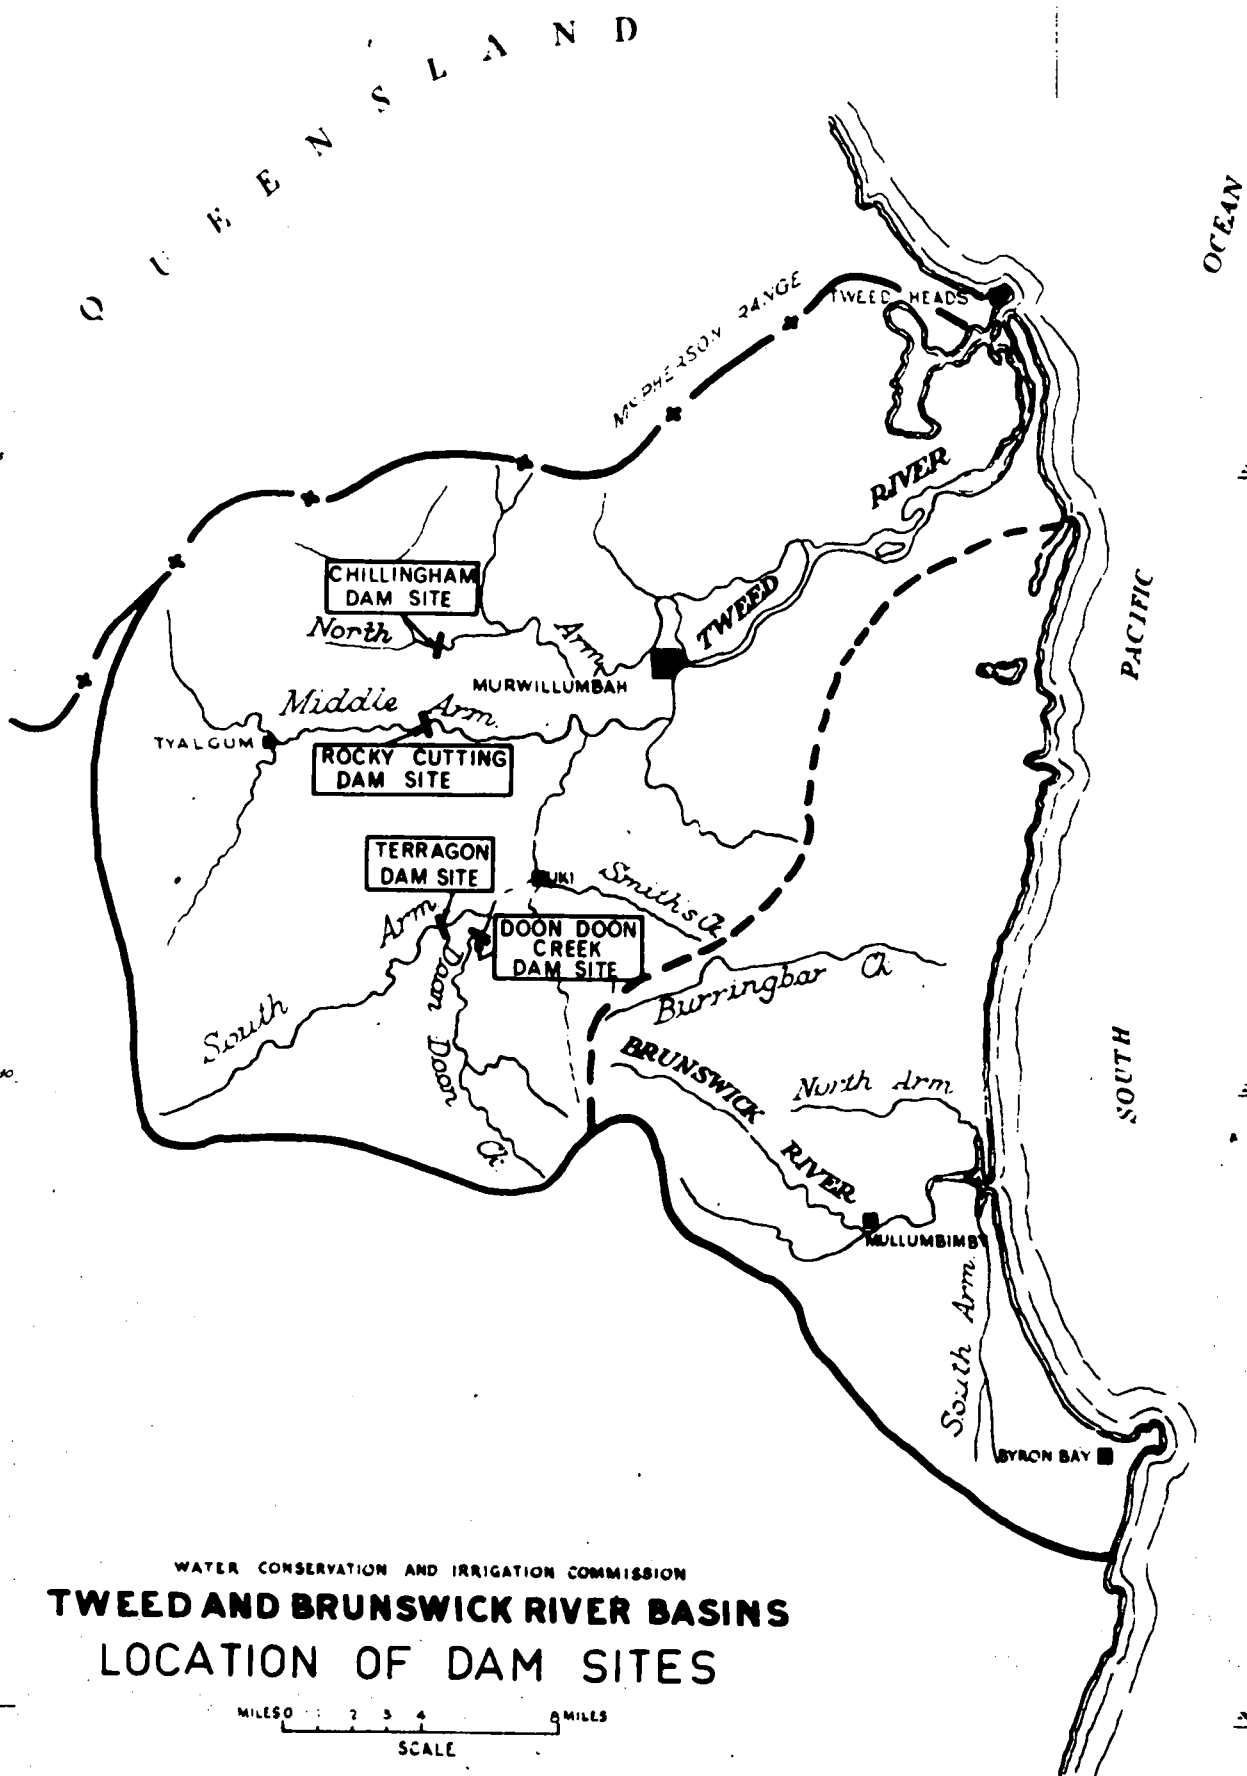 QUEENSLAND
OCEAN
TWEED HEADS
McPHERSON RANGE
RIVER
TWEED
PACIFIC
CHILLINGHAM
DAM SITE
North
Arm
MURWILLUMBAH
Middle Arm.
TYALGUM
ROCKY CUTTING
DAM SITE
TERRAGON
DAM SITE
UKI
Smith's Ck
Arm
South
DOON DOON
CREEK
DAM SITE
Doon Doon
Ck.
Burringbar Ck
BRUNSWICK
RIVER
North Arm
SOUTH
MULLUMBIMBY
South Arm
BYRON BAY
WATER CONSERVATION AND IRRIGATION COMMISSION
TWEED AND BRUNSWICK RIVER BASINS
LOCATION OF DAM SITES
MILES 0 1 2 3 4 8 MILES
SCALE